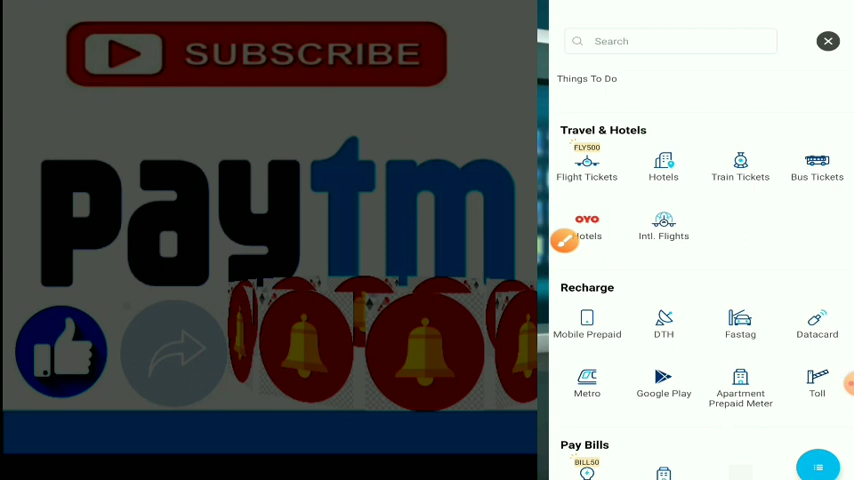 SUBSCRIBE
paytm
Search
Things To Do
Travel & Hotels
FLY500
Flight Tickets
Hotels
Train Tickets
Bus Tickets
OYO
Intl. Flights
Recharge
Mobile Prepaid
DTH
Fastag
Datacard
Metro
Google Play
Apartment
Prepaid Meter
Toll
Pay Bills
BILL50